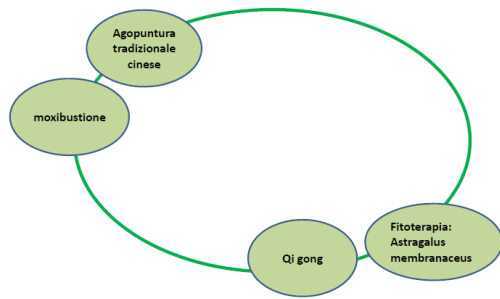 Agopuntura
tradizionale
cinese
moxibustione
Fitoterapia:
Astragalus
membranaceus
Qi gong